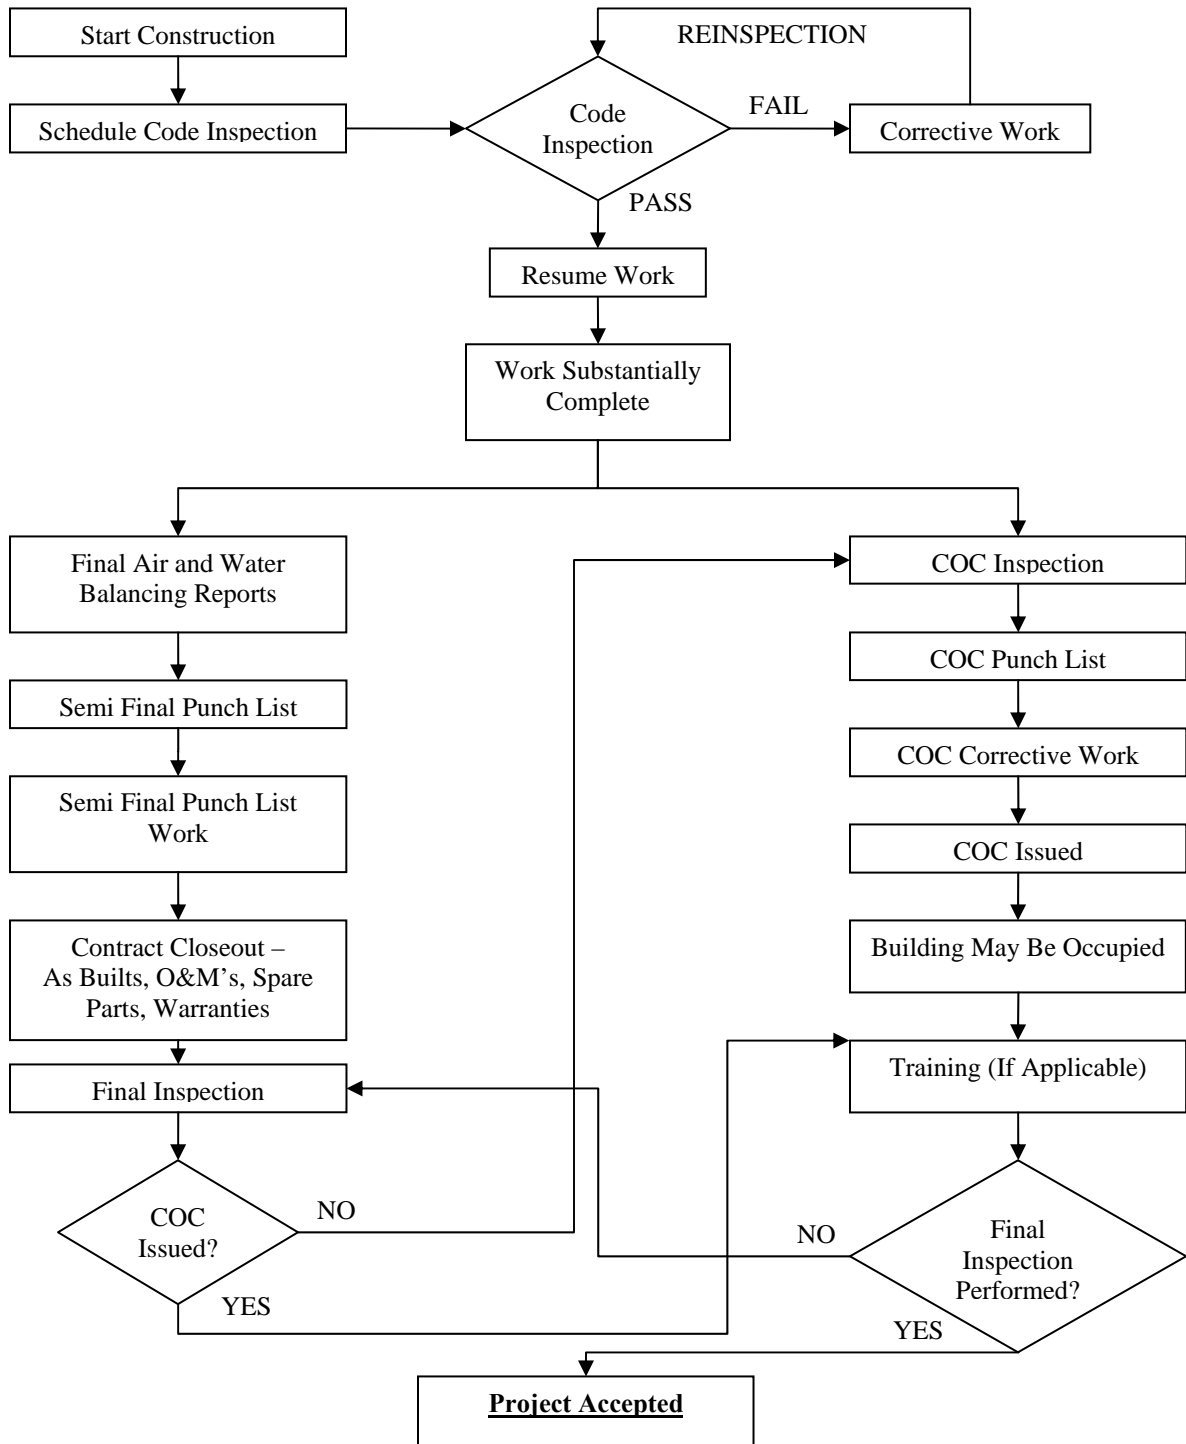 Start Construction
REINSPECTION
Schedule Code Inspection
Code
Inspection
FAIL
Corrective Work
PASS
Resume Work
Work Substantially
Complete
Final Air and Water
Balancing Reports
Semi Final Punch List
Semi Final Punch List
Work
Contract Closeout –
As Builts, O&M's, Spare
Parts, Warranties
Final Inspection
COC
Issued?
NO
YES
COC Inspection
COC Punch List
COC Corrective Work
COC Issued
Building May Be Occupied
Training (If Applicable)
Final
Inspection
Performed?
NO
YES
Project Accepted